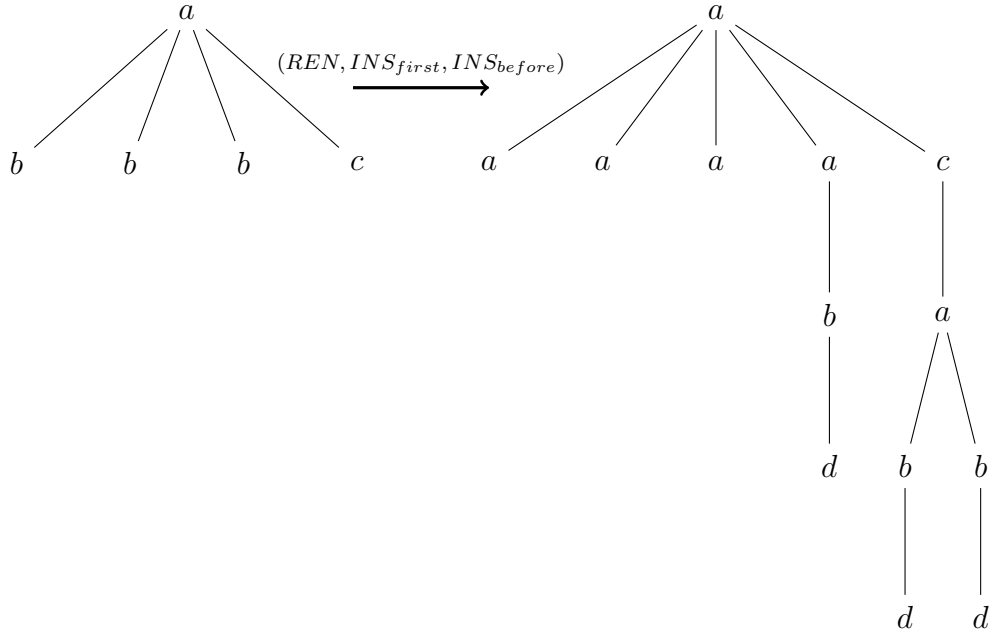 a a
(REN, INS_first, INS_before)
b b b c a a a a c
b a
d b b
d d